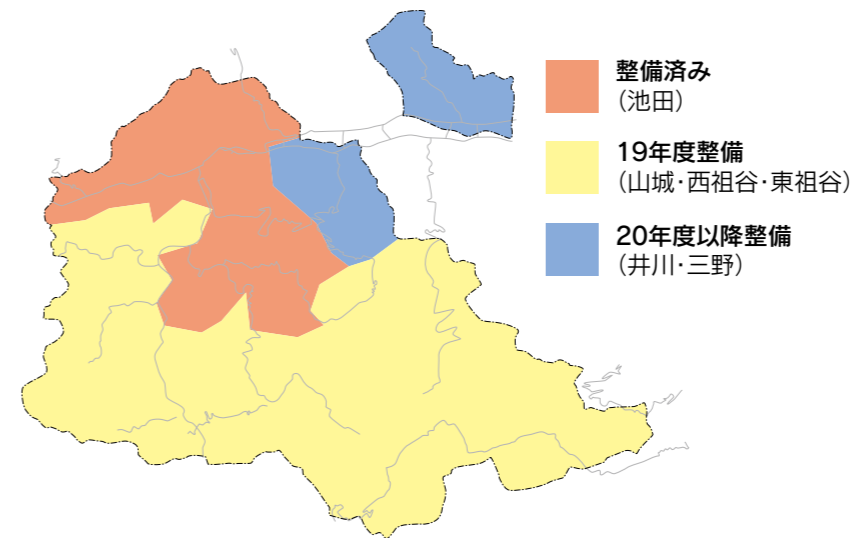 整備済み
（池田）
19年度整備
（山城･西祖谷･東祖谷）
20年度以降整備
（井川･三野）